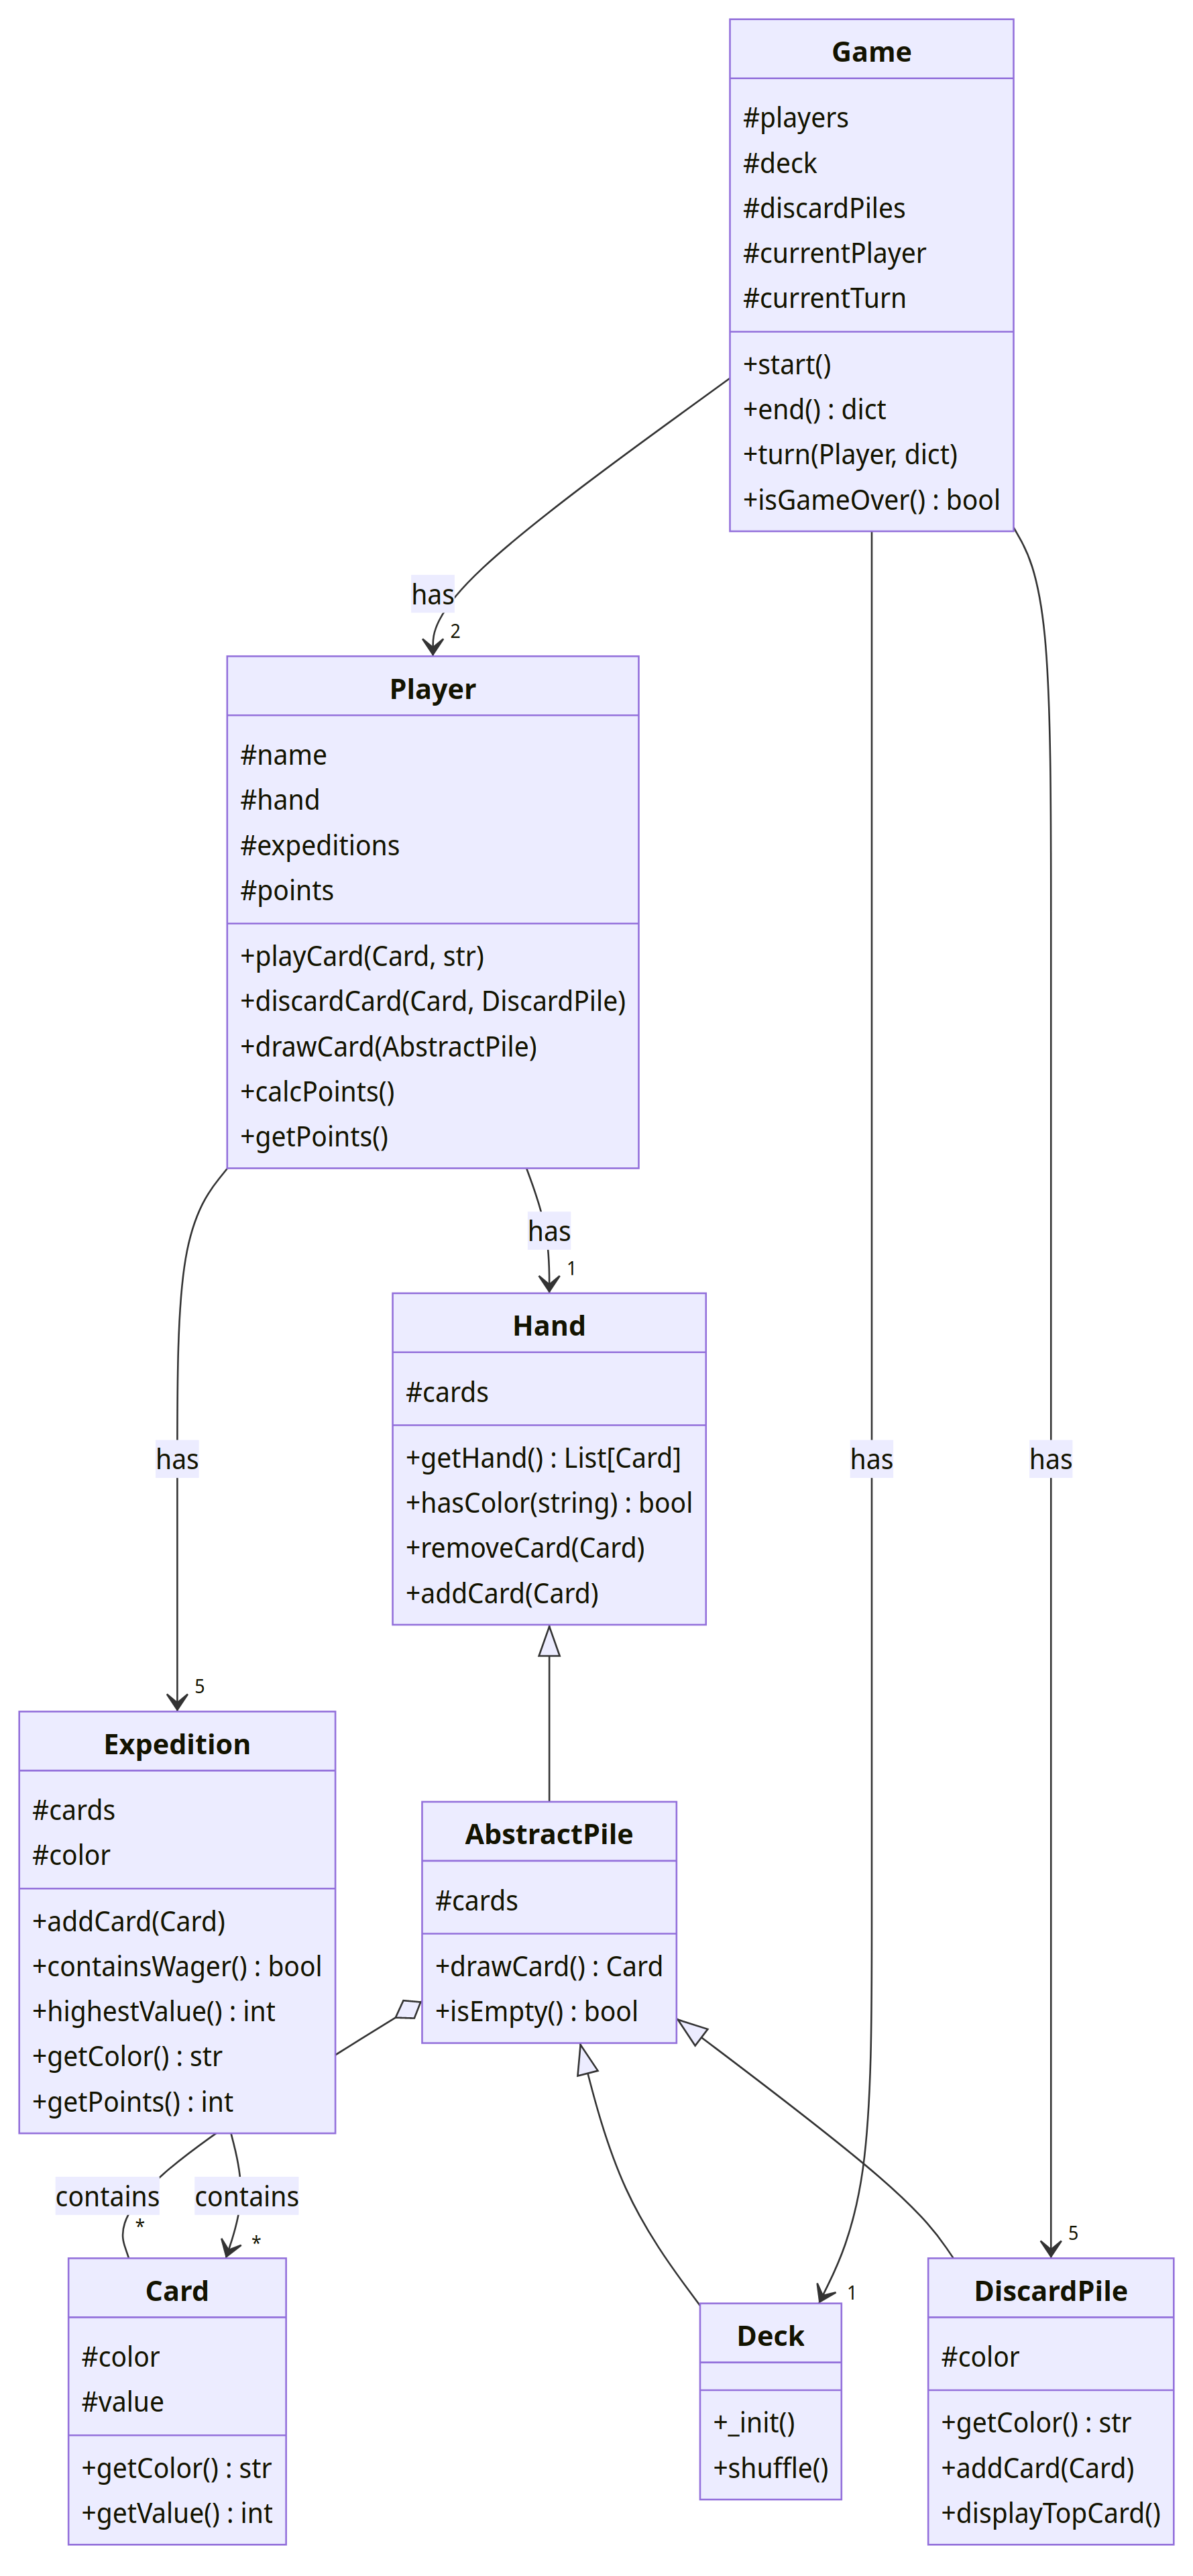 Game
#players
#deck
#discardPiles
#currentPlayer
#currentTurn
+start()
+end() : dict
+turn(Player, dict)
+isGameOver() : bool
has
2
Player
#name
#hand
#expeditions
#points
+playCard(Card, str)
+discardCard(Card, DiscardPile)
+drawCard(AbstractPile)
+calcPoints()
+getPoints()
has
1
Hand
#cards
+getHand() : List[Card]
+hasColor(string) : bool
+removeCard(Card)
+addCard(Card)
has
has
has
5
Expedition
#cards
#color
+addCard(Card)
+containsWager() : bool
+highestValue() : int
+getColor() : str
+getPoints() : int
AbstractPile
#cards
+drawCard() : Card
+isEmpty() : bool
contains
contains
*
*
Card
#color
#value
+getColor() : str
+getValue() : int
1
Deck
+_init()
+shuffle()
5
DiscardPile
#color
+getColor() : str
+addCard(Card)
+displayTopCard()